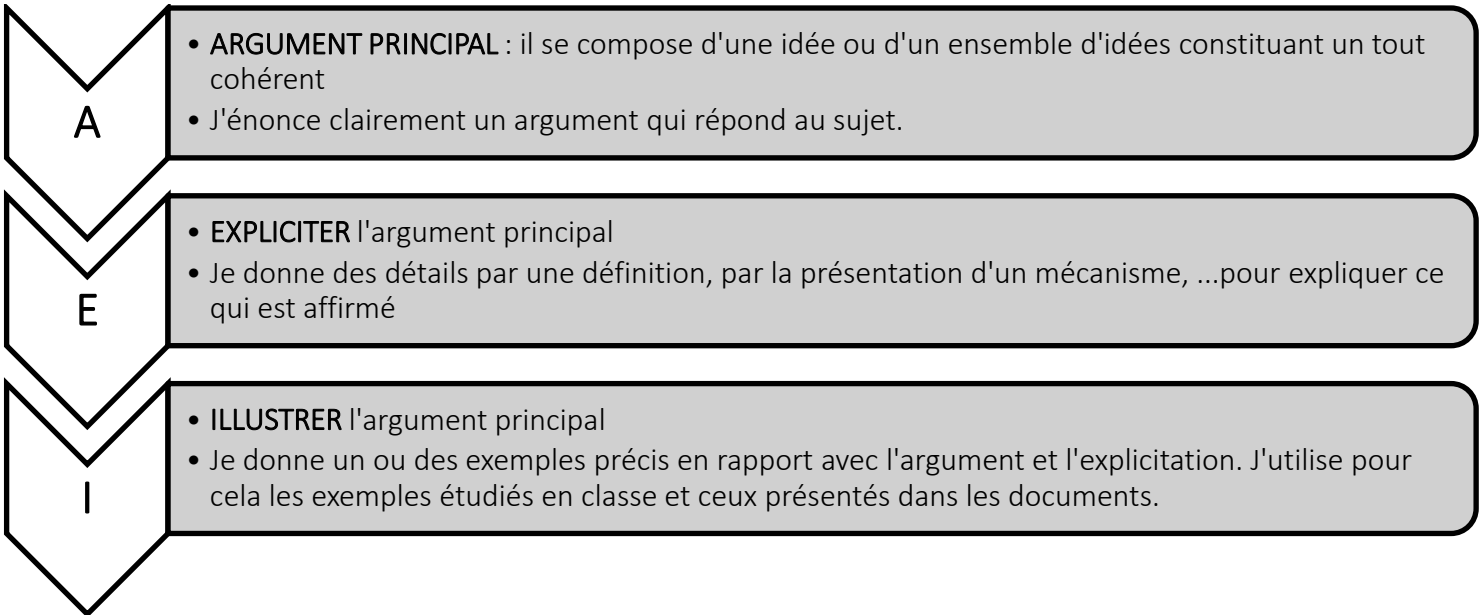 A
• ARGUMENT PRINCIPAL : il se compose d'une idée ou d'un ensemble d'idées constituant un tout
cohérent
• J'énonce clairement un argument qui répond au sujet.
E
• EXPLICITER l'argument principal
• Je donne des détails par une définition, par la présentation d'un mécanisme, ...pour expliquer ce
qui est affirmé
I
• ILLUSTRER l'argument principal
• Je donne un ou des exemples précis en rapport avec l'argument et l'explicitation. J'utilise pour
cela les exemples étudiés en classe et ceux présentés dans les documents.